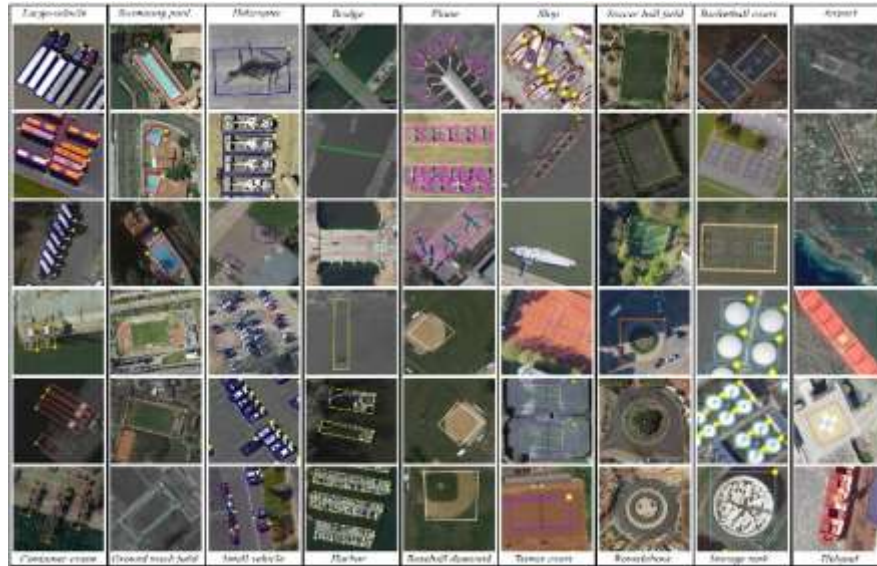 Large-vehicle Swimming pool Helicopter Bridge Plane Ship Soccer ball field Basketball court Airport
Container crane Ground track field Small vehicle Harbor Baseball diamond Tennis court Roundabout Storage tank Helipad